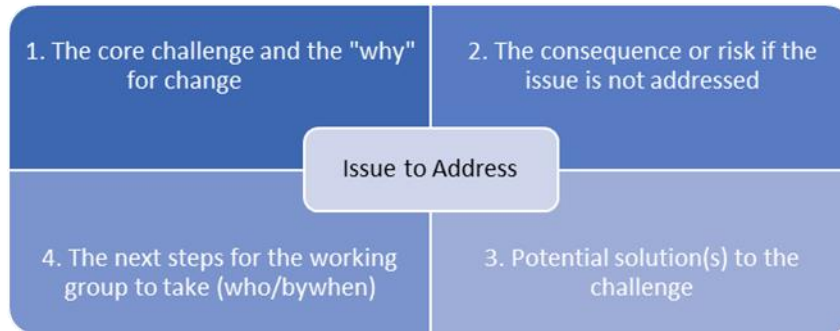 1. The core challenge and the "why"
for change
2. The consequence or risk if the
issue is not addressed
Issue to Address
4. The next steps for the working
group to take (who/bywhen)
3. Potential solution(s) to the
challenge